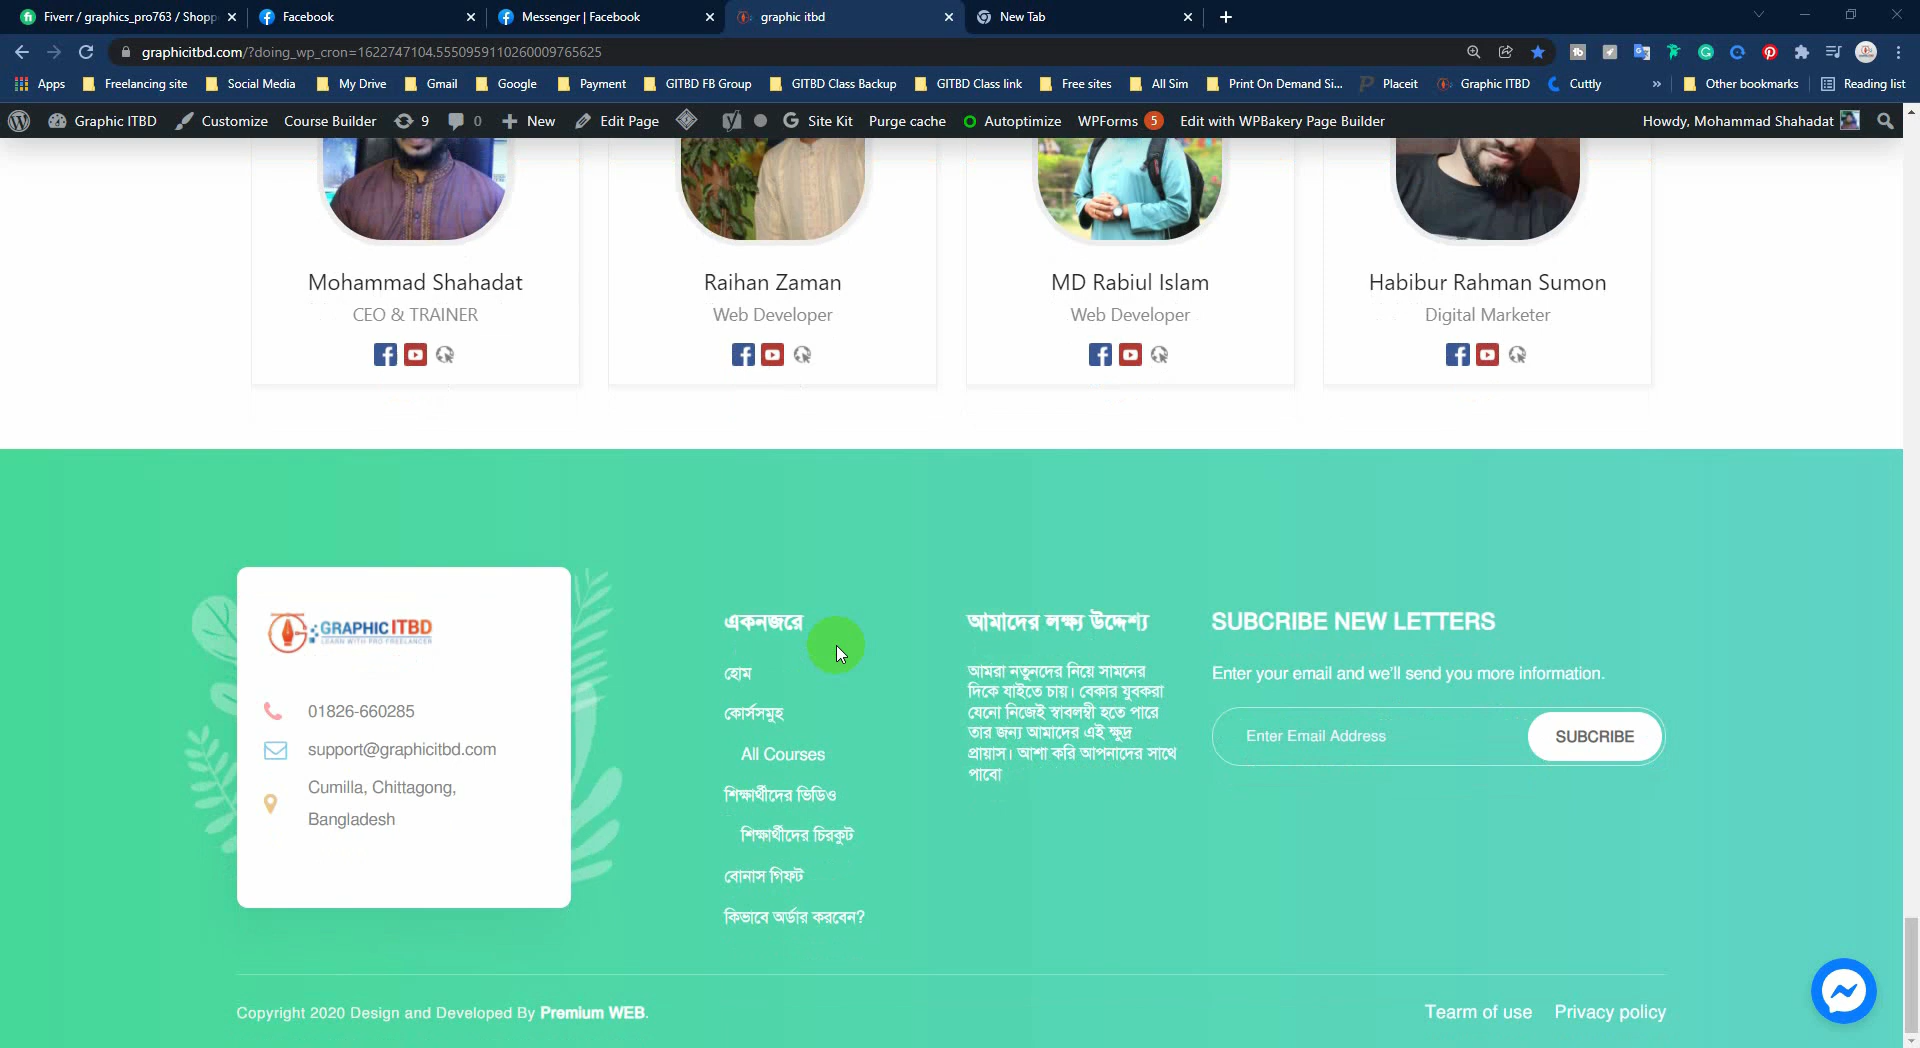 Fiverr / graphics_pro763 / Shopp
Facebook
Messenger | Facebook
graphic itbd
New Tab
graphicitbd.com/?doing_wp_cron=1622747104.5550959110260009765625
Apps
Freelancing site
Social Media
My Drive
Gmail
Google
Payment
GITBD FB Group
GITBD Class Backup
GITBD Class link
Free sites
All Sim
Print On Demand Si...
Placeit
Graphic ITBD
Cuttly
»
Other bookmarks
Reading list
Graphic ITBD
Customize
Course Builder
9
0
New
Edit Page
Site Kit
Purge cache
Autoptimize
WPForms 5
Edit with WPBakery Page Builder
Howdy, Mohammad Shahadat
Mohammad Shahadat
CEO & TRAINER
Raihan Zaman
Web Developer
MD Rabiul Islam
Web Developer
Habibur Rahman Sumon
Digital Marketer
GRAPHIC ITBD
LEARN WITH PRO FREELANCER
01826-660285
support@graphicitbd.com
Cumilla, Chittagong,
Bangladesh
একনজরে
হোম
কোর্সসমুহ
All Courses
শিক্ষার্থীদের ভিডিও
শিক্ষার্থীদের চিরকুট
বোনাস গিফট
কিভাবে অর্ডার করবেন?
আমাদের লক্ষ্য উদ্দেশ্য
আমরা নতুনদের নিয়ে সামনের
দিকে যাইতে চায়। বেকার যুবকরা
যেনো নিজেই স্বাবলম্বী হতে পারে
তার জন্য আমাদের এই ক্ষুদ্র
প্রায়াস। আশা করি আপনাদের সাথে
পাবো
SUBCRIBE NEW LETTERS
Enter your email and we’ll send you more information.
Enter Email Address
SUBCRIBE
Copyright 2020 Design and Developed By Premium WEB.
Tearm of use
Privacy policy